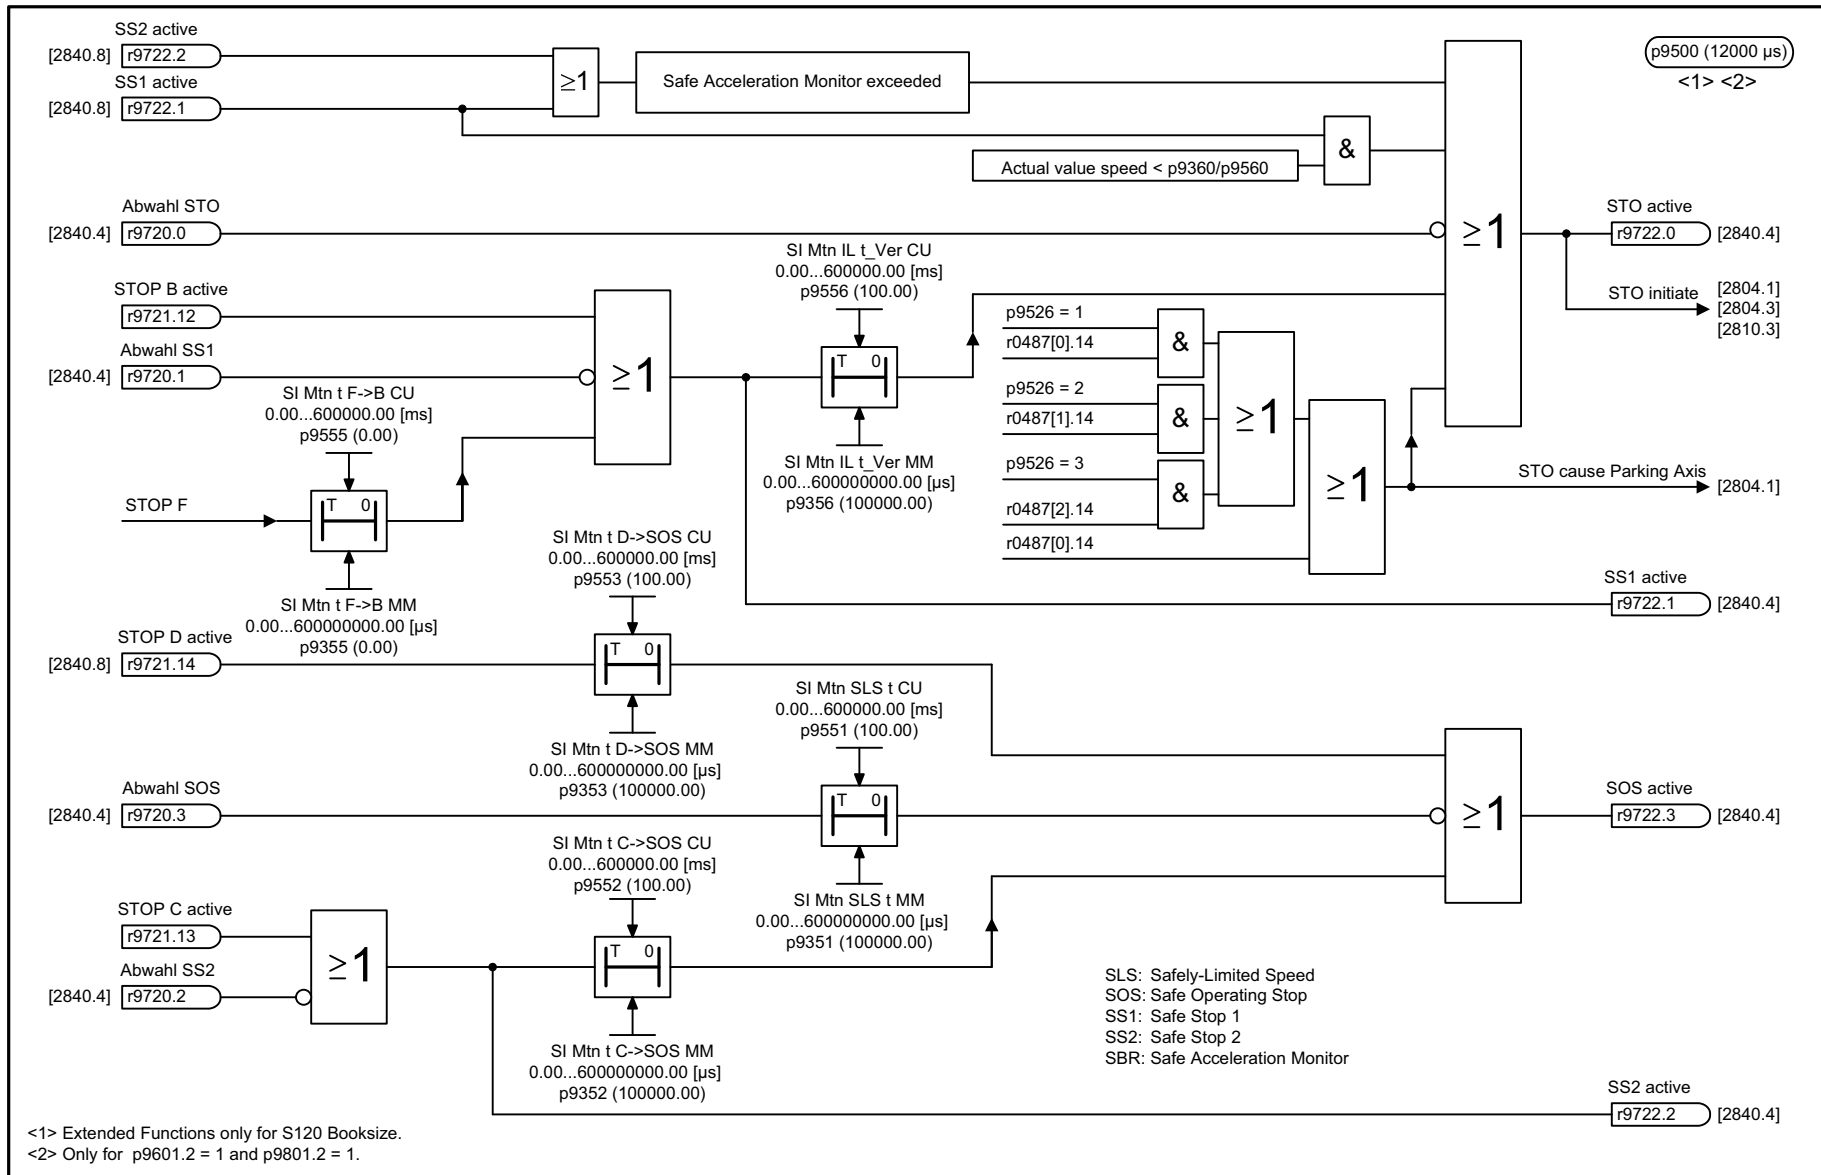 SS2 active
[2840.8] r9722.2
SS1 active
[2840.8] r9722.1
≥1
Safe Acceleration Monitor exceeded
p9500 (12000 µs)
<1> <2>
&
Actual value speed < p9360/p9560
Abwahl STO
[2840.4] r9720.0
≥1
STO active
r9722.0 [2840.4]
STO initiate
[2804.1]
[2804.3]
[2810.3]
STOP B active
r9721.12
Abwahl SS1
[2840.4] r9720.1
≥1
SI Mtn t F->B CU
0.00...600000.00 [ms]
p9555 (0.00)
STOP F
T 0
SI Mtn t F->B MM
0.00...600000000.00 [µs]
p9355 (0.00)
SI Mtn IL t_Ver CU
0.00...600000.00 [ms]
p9556 (100.00)
T 0
SI Mtn IL t_Ver MM
0.00...600000000.00 [µs]
p9356 (100000.00)
p9526 = 1
r0487[0].14
&
p9526 = 2
r0487[1].14
&
p9526 = 3
r0487[2].14
&
≥1
r0487[0].14
≥1
STO cause Parking Axis
[2804.1]
SS1 active
r9722.1 [2840.4]
SI Mtn t D->SOS CU
0.00...600000.00 [ms]
p9553 (100.00)
STOP D active
[2840.8] r9721.14
T 0
SI Mtn t D->SOS MM
0.00...600000000.00 [µs]
p9353 (100000.00)
SI Mtn SLS t CU
0.00...600000.00 [ms]
p9551 (100.00)
Abwahl SOS
[2840.4] r9720.3
T 0
SI Mtn SLS t MM
0.00...600000000.00 [µs]
p9351 (100000.00)
≥1
SOS active
r9722.3 [2840.4]
SI Mtn t C->SOS CU
0.00...600000.00 [ms]
p9552 (100.00)
STOP C active
r9721.13
Abwahl SS2
[2840.4] r9720.2
≥1
T 0
SI Mtn t C->SOS MM
0.00...600000000.00 [µs]
p9352 (100000.00)
SLS: Safely-Limited Speed
SOS: Safe Operating Stop
SS1: Safe Stop 1
SS2: Safe Stop 2
SBR: Safe Acceleration Monitor
SS2 active
r9722.2 [2840.4]
<1> Extended Functions only for S120 Booksize.
<2> Only for p9601.2 = 1 and p9801.2 = 1.